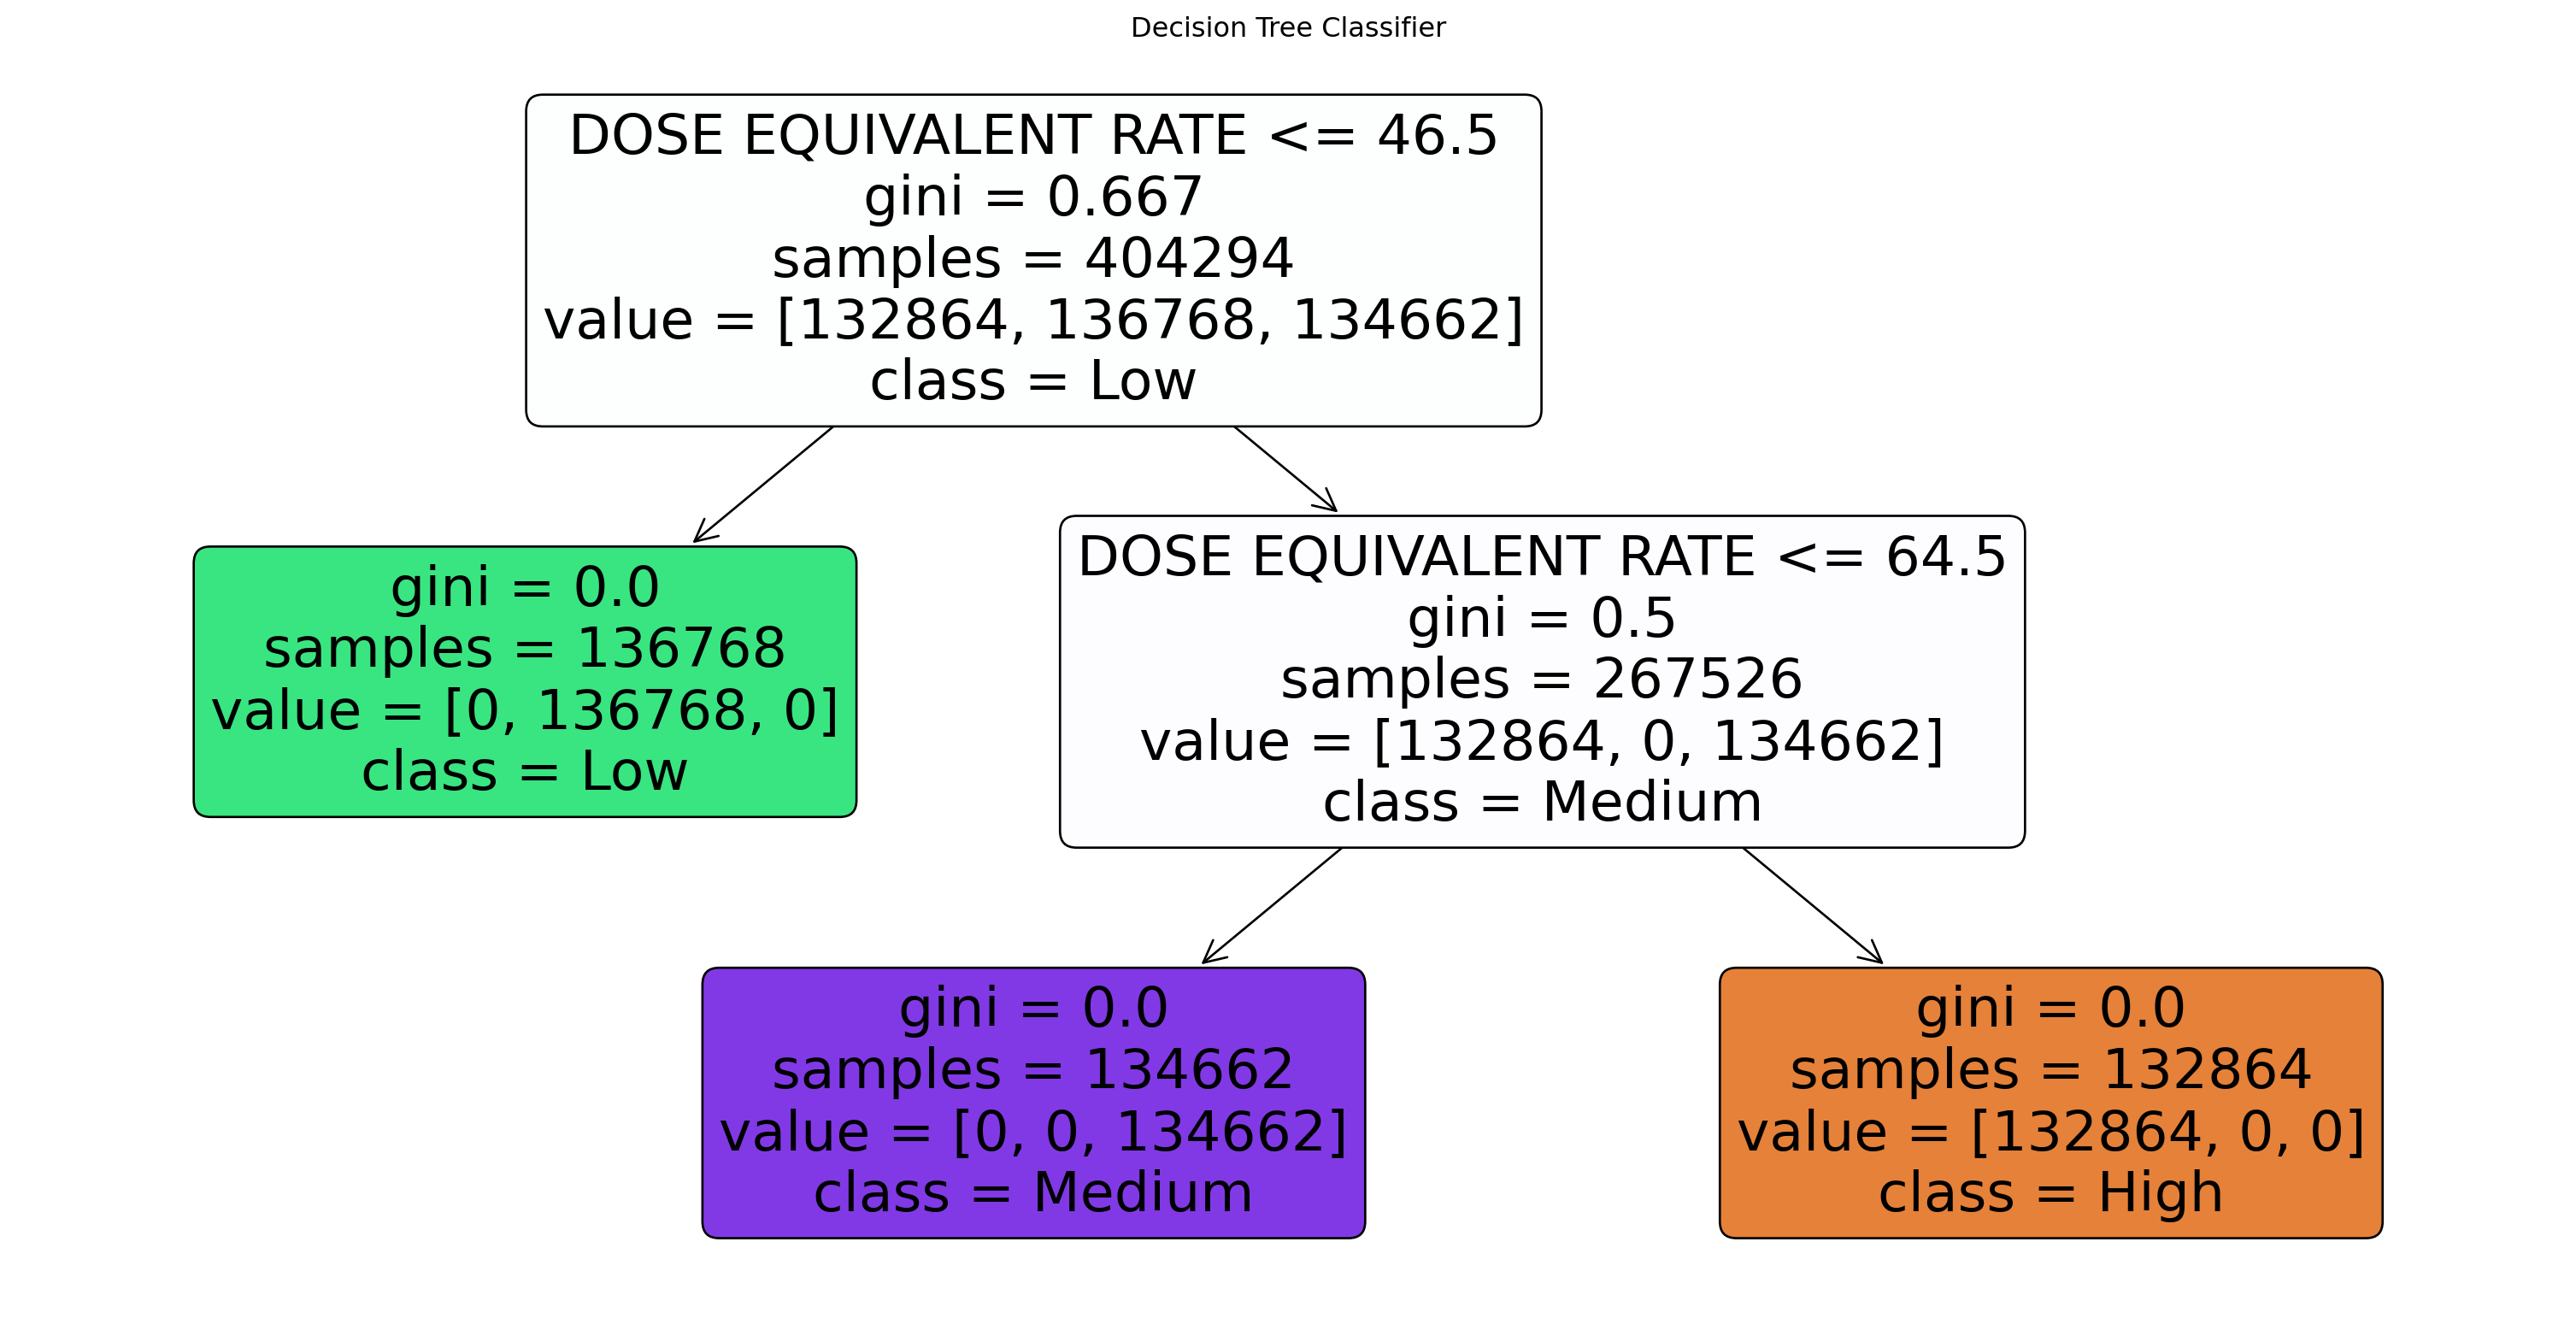 Decision Tree Classifier
DOSE EQUIVALENT RATE <= 46.5
gini = 0.667
samples = 404294
value = [132864, 136768, 134662]
class = Low
gini = 0.0
samples = 136768
value = [0, 136768, 0]
class = Low
DOSE EQUIVALENT RATE <= 64.5
gini = 0.5
samples = 267526
value = [132864, 0, 134662]
class = Medium
gini = 0.0
samples = 134662
value = [0, 0, 134662]
class = Medium
gini = 0.0
samples = 132864
value = [132864, 0, 0]
class = High